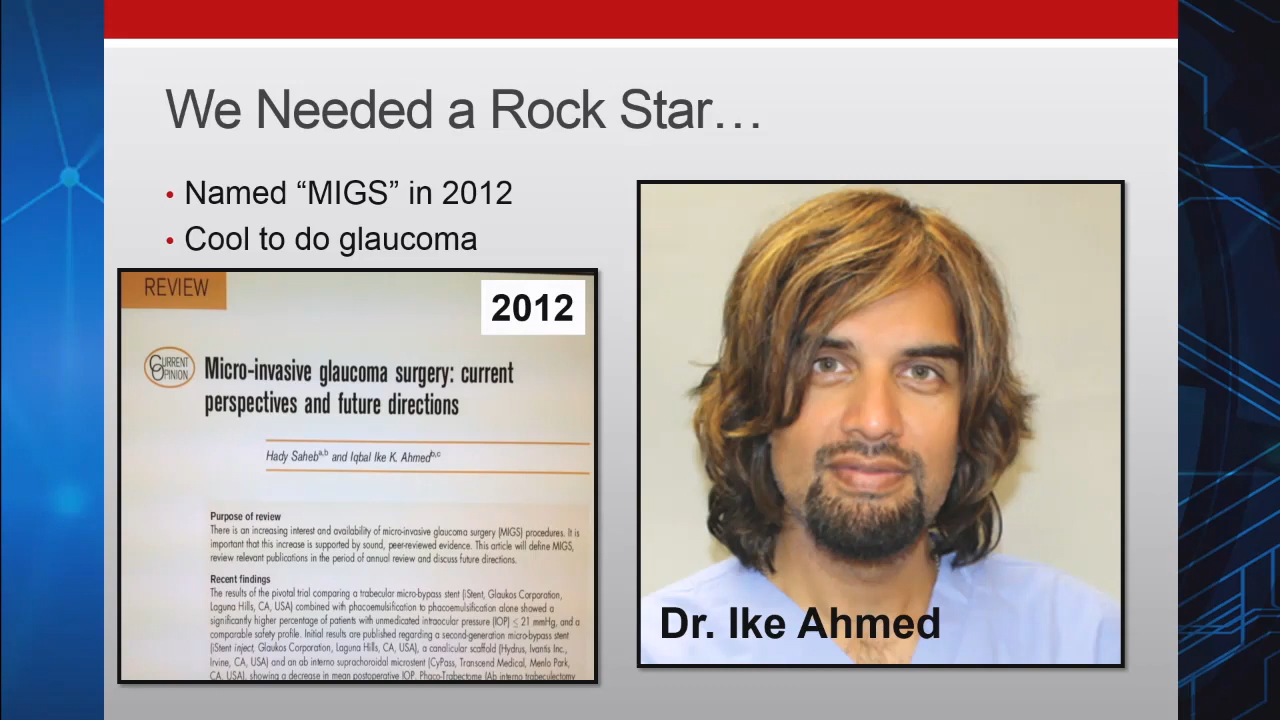 We Needed a Rock Star…
• Named “MIGS” in 2012
• Cool to do glaucoma
REVIEW
2012
CURRENT
OPINION
Micro-invasive glaucoma surgery: current
perspectives and future directions
Hady Saheb a,b and Iqbal Ike K. Ahmed b,c
Purpose of review
There is an increasing interest and availability of micro-invasive glaucoma surgery (MIGS) procedures. It is
important that this increase is supported by sound, peer-reviewed evidence. This article will define MIGS,
review relevant publications in the period of annual review and discuss future directions.
Recent findings
The results of the pivotal trial comparing a trabecular micro-bypass stent (iStent, Glaukos Corporation,
Laguna Hills, CA, USA) combined with phacoemulsification to phacoemulsification alone showed a
significantly higher percentage of patients with unmedicated intraocular pressure (IOP) ≤ 21 mmHg, and a
comparable safety profile. Initial results are published regarding a second-generation micro-bypass stent
(iStent inject, Glaukos Corporation, Laguna Hills, CA, USA), a canalicular scaffold (Hydrus, Ivantis Inc.,
Irvine, CA, USA) and an ab interno suprachoroidal microstent (CyPass, Transcend Medical, Menlo Park,
CA, USA), showing a decrease in mean postoperative IOP. Phaco-Trabectome (Ab interno trabeculectomy
Dr. Ike Ahmed